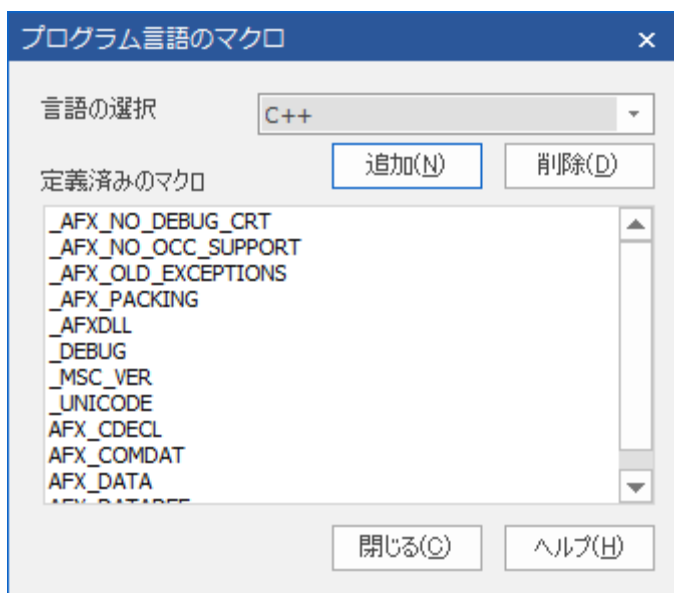 プログラム言語のマクロ
言語の選択
C++
追加(N)
削除(D)
定義済みのマクロ
_AFX_NO_DEBUG_CRT
_AFX_NO_OCC_SUPPORT
_AFX_OLD_EXCEPTIONS
_AFX_PACKING
_AFXDLL
_DEBUG
_MSC_VER
_UNICODE
AFX_CDECL
AFX_COMDAT
AFX_DATA
閉じる(C)
ヘルプ(H)